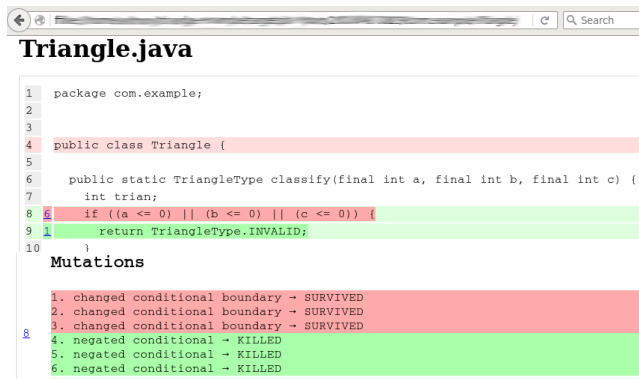 Search
Triangle.java
1 package com.example;
2
3
4 public class Triangle {
5
6 public static TriangleType classify(final int a, final int b, final int c) {
7 int trian;
8 6 if ((a <= 0) || (b <= 0) || (c <= 0)) {
9 1 return TriangleType.INVALID;
10 }
Mutations
1. changed conditional boundary → SURVIVED
2. changed conditional boundary → SURVIVED
3. changed conditional boundary → SURVIVED
8
4. negated conditional → KILLED
5. negated conditional → KILLED
6. negated conditional → KILLED